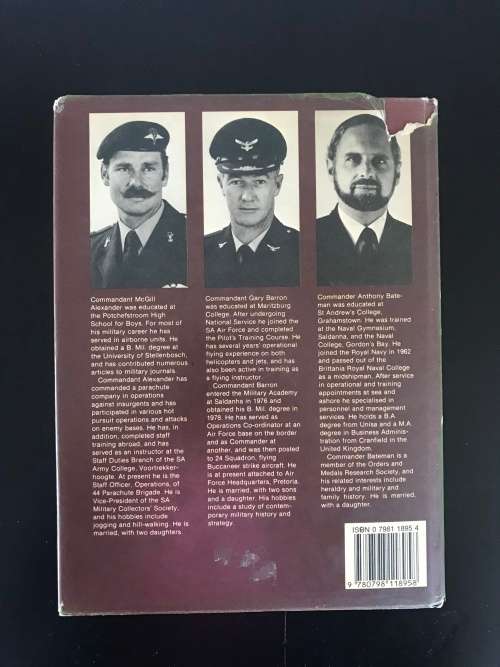 Commandant McGill
Alexander was educated at
the Potchefstroom High
School for Boys. For most of
his military career he has
served in airborne units. He
obtained a B. Mil. degree at
the University of Stellenbosch,
and has contributed numerous
articles to military journals.
Commandant Alexander has
commanded a parachute
company in operations
against insurgents and has
participated in various hot
pursuit operations and attacks
on enemy bases. He has, in
addition, completed staff
training abroad, and has
served as an instructor at the
Staff Duties Branch of the SA
Army College, Voortrekker-
hoogte. At present he is the
Staff Officer, Operations, of
44 Parachute Brigade. He is
Vice-President of the SA
Military Collectors' Society,
and his hobbies include
jogging and hill-walking. He is
married, with two daughters.
Commandant Gary Barron
was educated at Maritzburg
College. After undergoing
National Service he joined the
SA Air Force and completed
the Pilot's Training Course. He
has several years' operational
flying experience on both
helicopters and jets, and has
also been active in training as
a flying instructor.
Commandant Barron
entered the Military Academy
at Saldanha in 1976 and
obtained his B. Mil. degree in
1978. He has served as
Operations Co-ordinator at an
Air Force base on the border
and as Commander at
another, and was then posted
to 24 Squadron, flying
Buccaneer strike aircraft. He
is at present attached to Air
Force Headquarters, Pretoria.
He is married, with two sons
and a daughter. His hobbies
include a study of contem-
porary military history and
strategy.
Commander Anthony Bate-
man was educated at
St Andrew's College,
Grahamstown. He was trained
at the Naval Gymnasium,
Saldanha, and the Naval
College, Gordon's Bay. He
joined the Royal Navy in 1962
and passed out of the
Brittania Royal Naval College
as a midshipman. After service
in operational and training
appointments at sea and
ashore he specialised in
personnel and management
services. He holds a B.A.
degree from Unisa and a M.A.
degree in Business Adminis-
tration from Cranfield in the
United Kingdom.
Commander Bateman is a
member of the Orders and
Medals Research Society, and
his related interests include
heraldry and military and
family history. He is married,
with a daughter.
ISBN 0 7981 1895 4
9 780798 118958